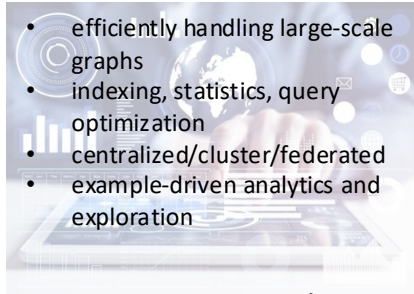 • efficiently handling large-scale
graphs
• indexing, statistics, query
optimization
• centralized/cluster/federated
• example-driven analytics and
exploration